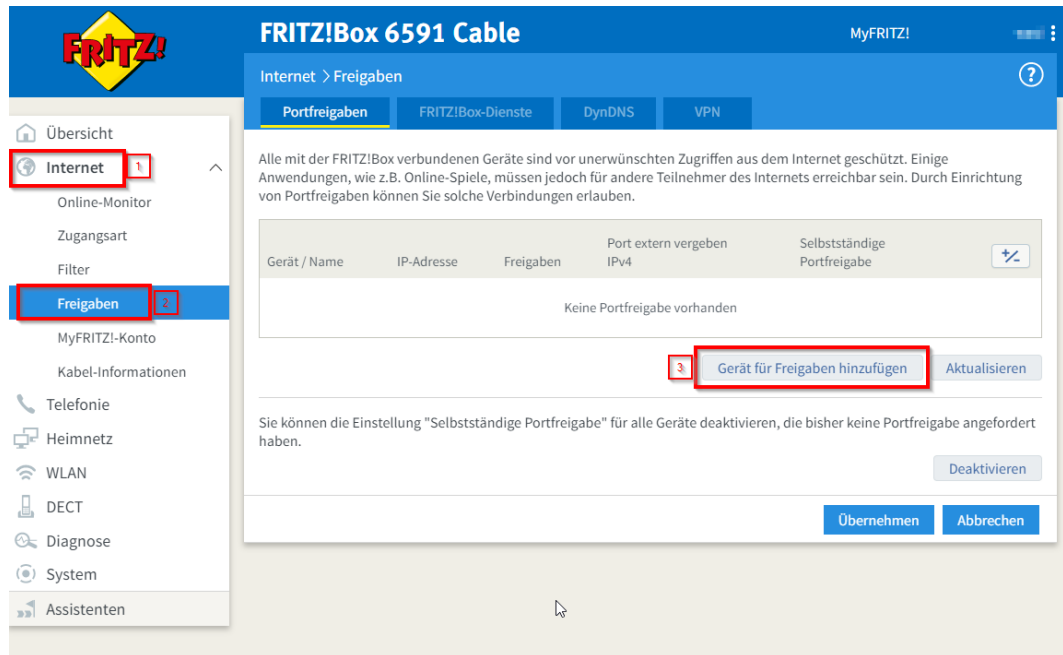 FRITZ!
FRITZ!Box 6591 Cable
MyFRITZ!
Internet > Freigaben
?
Portfreigaben FRITZ!Box-Dienste DynDNS VPN
Übersicht
Internet 1
Online-Monitor
Zugangsart
Filter
Freigaben 2
MyFRITZ!-Konto
Kabel-Informationen
Telefonie
Heimnetz
WLAN
DECT
Diagnose
System
Assistenten
Alle mit der FRITZ!Box verbundenen Geräte sind vor unerwünschten Zugriffen aus dem Internet geschützt. Einige
Anwendungen, wie z.B. Online-Spiele, müssen jedoch für andere Teilnehmer des Internets erreichbar sein. Durch Einrichtung
von Portfreigaben können Sie solche Verbindungen erlauben.
Gerät / Name IP-Adresse Freigaben Port extern vergeben
IPv4 Selbstständige
Portfreigabe +/-
Keine Portfreigabe vorhanden
3 Gerät für Freigaben hinzufügen Aktualisieren
Sie können die Einstellung "Selbstständige Portfreigabe" für alle Geräte deaktivieren, die bisher keine Portfreigabe angefordert
haben.
Deaktivieren
Übernehmen Abbrechen